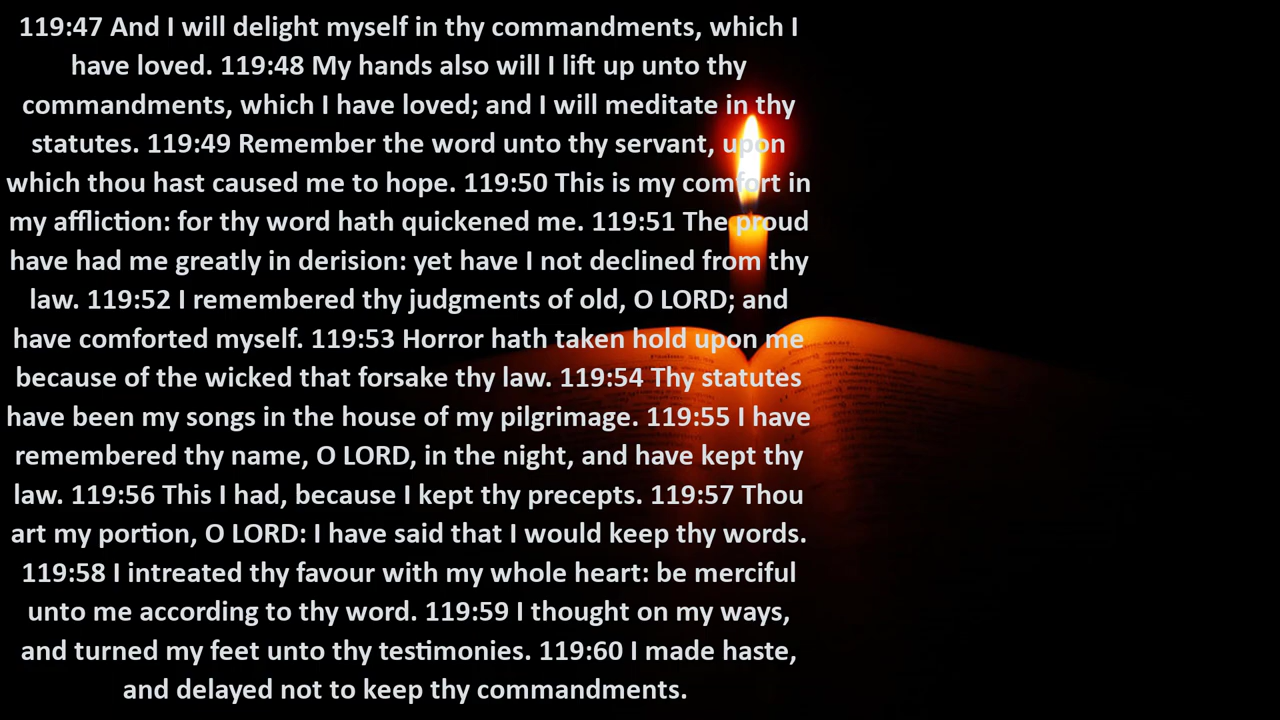 119:47 And I will delight myself in thy commandments, which I
have loved. 119:48 My hands also will I lift up unto thy
commandments, which I have loved; and I will meditate in thy
statutes. 119:49 Remember the word unto thy servant, upon
which thou hast caused me to hope. 119:50 This is my comfort in
my affliction: for thy word hath quickened me. 119:51 The proud
have had me greatly in derision: yet have I not declined from thy
law. 119:52 I remembered thy judgments of old, O LORD; and
have comforted myself. 119:53 Horror hath taken hold upon me
because of the wicked that forsake thy law. 119:54 Thy statutes
have been my songs in the house of my pilgrimage. 119:55 I have
remembered thy name, O LORD, in the night, and have kept thy
law. 119:56 This I had, because I kept thy precepts. 119:57 Thou
art my portion, O LORD: I have said that I would keep thy words.
119:58 I intreated thy favour with my whole heart: be merciful
unto me according to thy word. 119:59 I thought on my ways,
and turned my feet unto thy testimonies. 119:60 I made haste,
and delayed not to keep thy commandments.